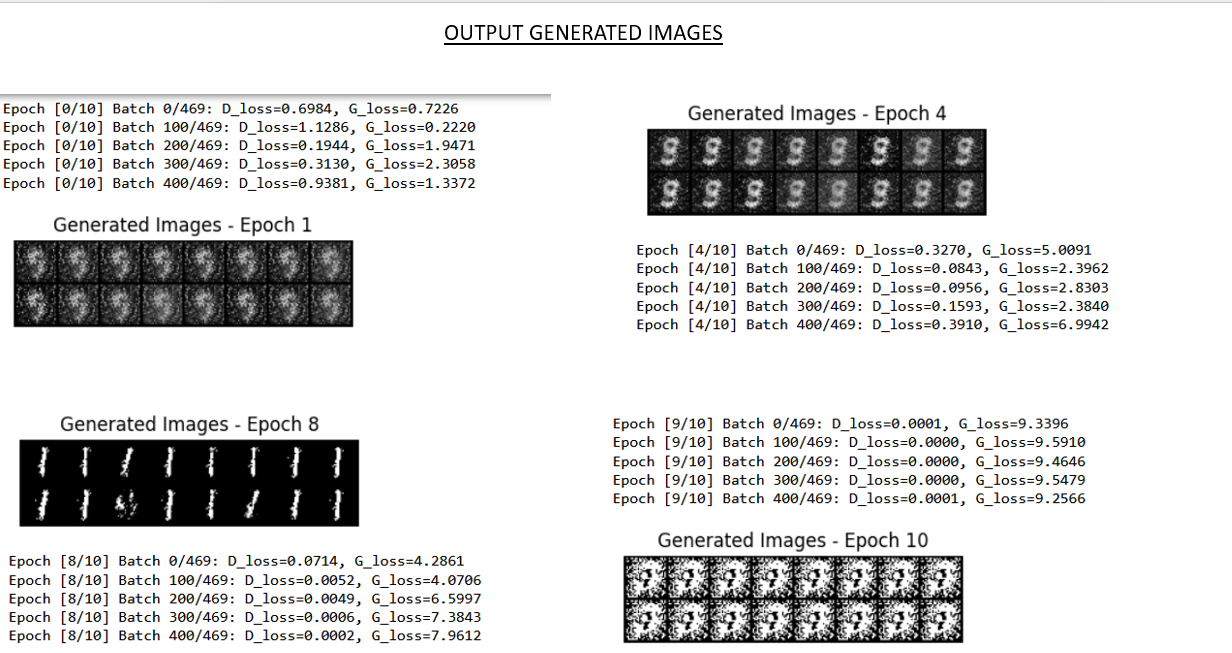 OUTPUT GENERATED IMAGES
Epoch [0/10] Batch 0/469: D_loss=0.6984, G_loss=0.7226
Epoch [0/10] Batch 100/469: D_loss=1.1286, G_loss=0.2220
Epoch [0/10] Batch 200/469: D_loss=0.1944, G_loss=1.9471
Epoch [0/10] Batch 300/469: D_loss=0.3130, G_loss=2.3058
Epoch [0/10] Batch 400/469: D_loss=0.9381, G_loss=1.3372
Generated Images - Epoch 1
Generated Images - Epoch 4
Epoch [4/10] Batch 0/469: D_loss=0.3270, G_loss=5.0091
Epoch [4/10] Batch 100/469: D_loss=0.0843, G_loss=2.3962
Epoch [4/10] Batch 200/469: D_loss=0.0956, G_loss=2.8303
Epoch [4/10] Batch 300/469: D_loss=0.1593, G_loss=2.3840
Epoch [4/10] Batch 400/469: D_loss=0.3910, G_loss=6.9942
Generated Images - Epoch 8
Epoch [8/10] Batch 0/469: D_loss=0.0714, G_loss=4.2861
Epoch [8/10] Batch 100/469: D_loss=0.0052, G_loss=4.0706
Epoch [8/10] Batch 200/469: D_loss=0.0049, G_loss=6.5997
Epoch [8/10] Batch 300/469: D_loss=0.0006, G_loss=7.3843
Epoch [8/10] Batch 400/469: D_loss=0.0002, G_loss=7.9612
Epoch [9/10] Batch 0/469: D_loss=0.0001, G_loss=9.3396
Epoch [9/10] Batch 100/469: D_loss=0.0000, G_loss=9.5910
Epoch [9/10] Batch 200/469: D_loss=0.0000, G_loss=9.4646
Epoch [9/10] Batch 300/469: D_loss=0.0000, G_loss=9.5479
Epoch [9/10] Batch 400/469: D_loss=0.0001, G_loss=9.2566
Generated Images - Epoch 10